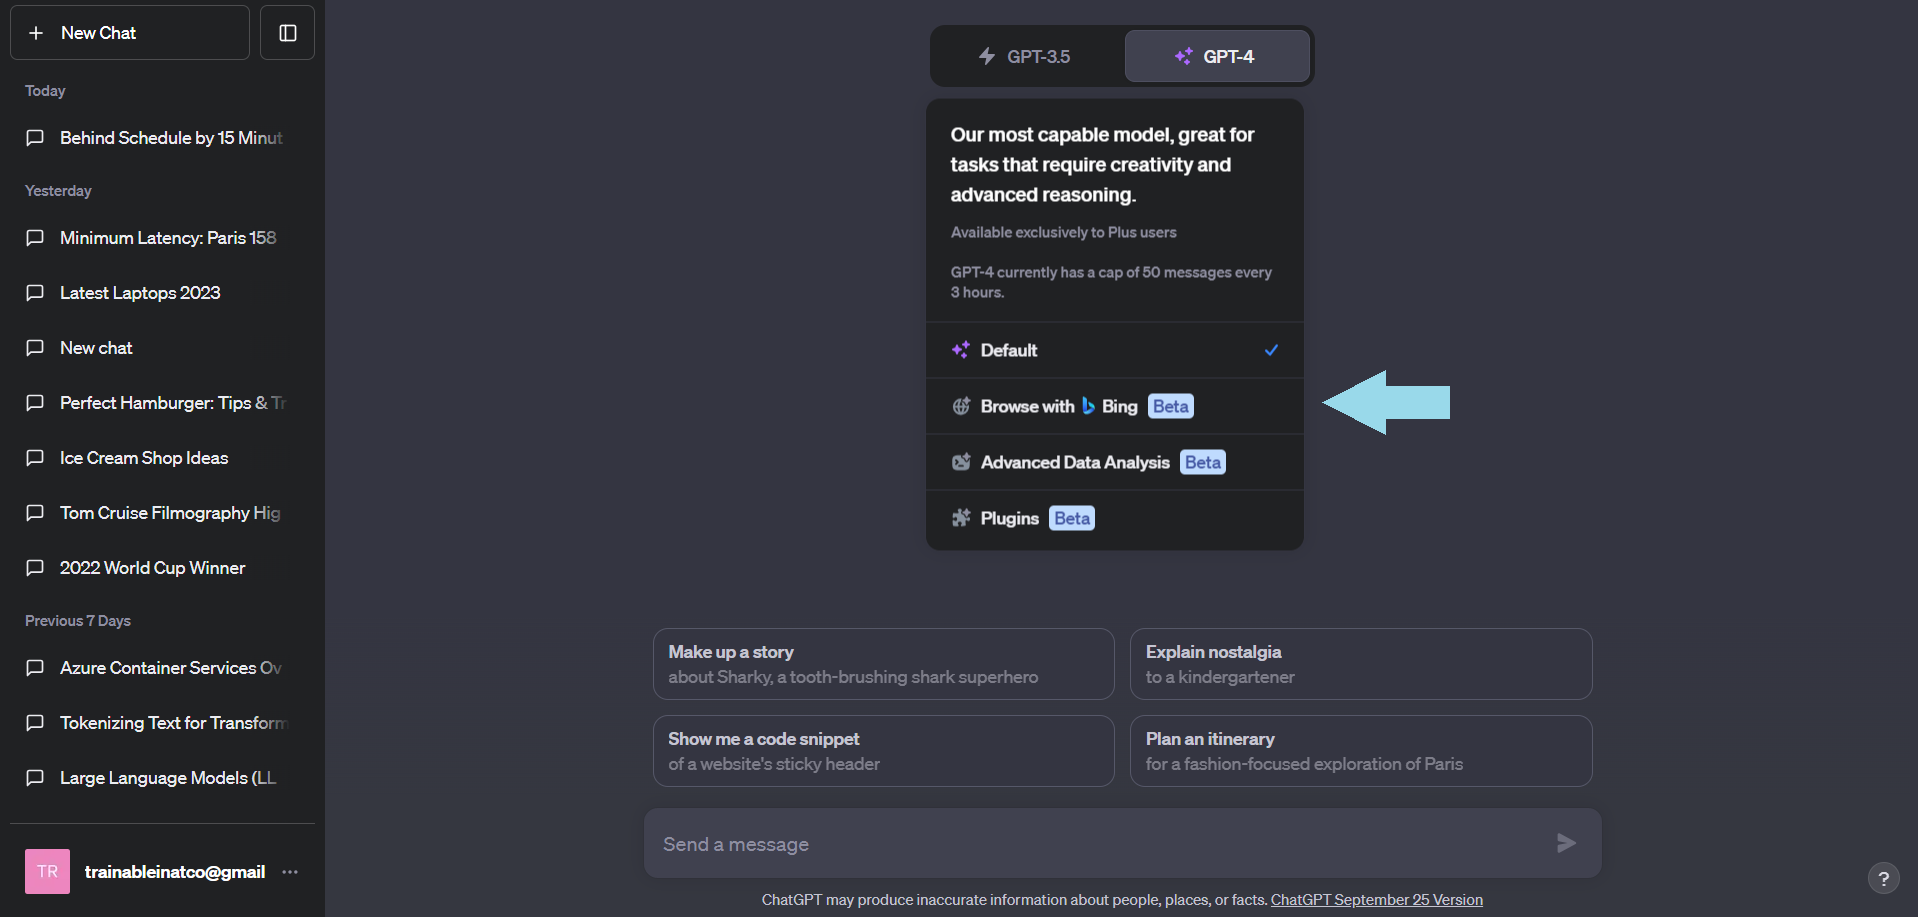 New Chat
Today
Behind Schedule by 15 Minut
Yesterday
Minimum Latency: Paris 158
Latest Laptops 2023
New chat
Perfect Hamburger: Tips & Tr
Ice Cream Shop Ideas
Tom Cruise Filmography Hig
2022 World Cup Winner
Previous 7 Days
Azure Container Services Ov
Tokenizing Text for Transform
Large Language Models (LL
TR
trainableinatco@gmail
GPT-3.5
GPT-4
Our most capable model, great for
tasks that require creativity and
advanced reasoning.
Available exclusively to Plus users
GPT-4 currently has a cap of 50 messages every
3 hours.
Default
Browse with Bing Beta
Advanced Data Analysis Beta
Plugins Beta
Make up a story
about Sharky, a tooth-brushing shark superhero
Explain nostalgia
to a kindergartener
Show me a code snippet
of a website's sticky header
Plan an itinerary
for a fashion-focused exploration of Paris
Send a message
ChatGPT may produce inaccurate information about people, places, or facts. ChatGPT September 25 Version
?